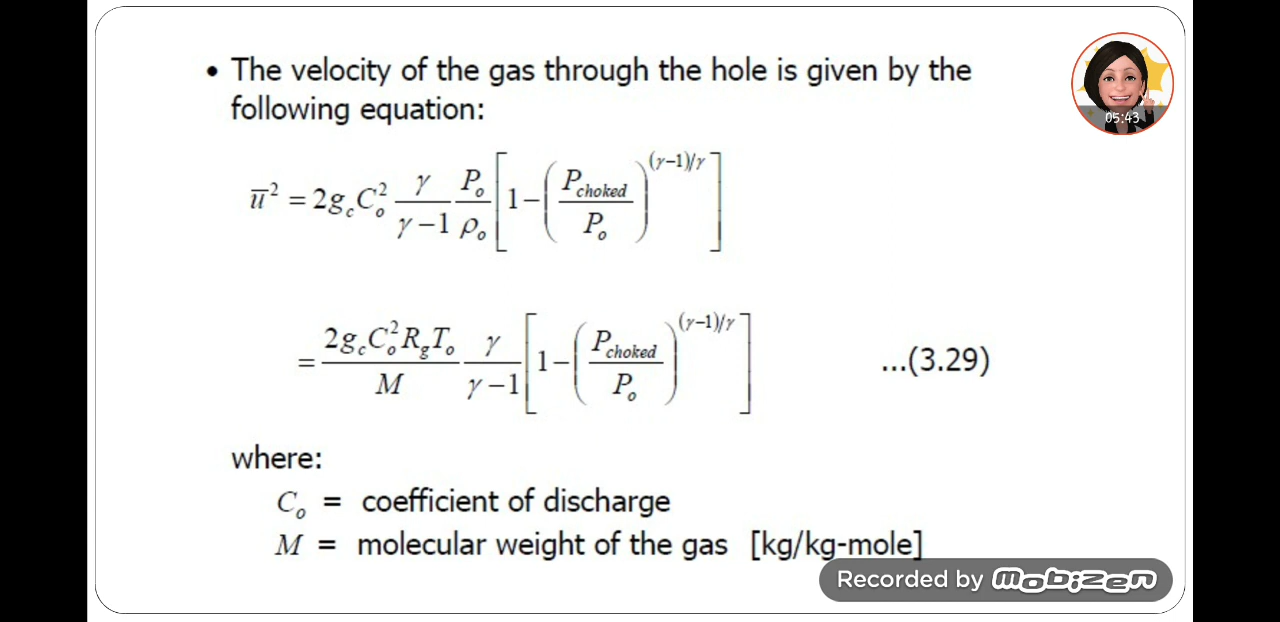 • The velocity of the gas through the hole is given by the
05:43
following equation:
u̅² = 2g_c C_o² γ/(γ−1) P_o/ρ_o [1−(P_choked/P_o)^((γ−1)/γ)]
= 2g_c C_o² R_g T_o/M γ/(γ−1) [1−(P_choked/P_o)^((γ−1)/γ)] ...(3.29)
where:
C_o = coefficient of discharge
M = molecular weight of the gas [kg/kg-mole]
Recorded by mobizen